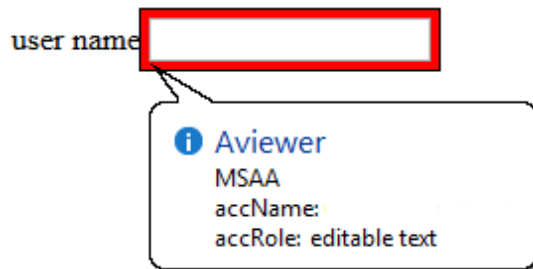 user name
Aviewer
MSAA
accName:
accRole: editable text